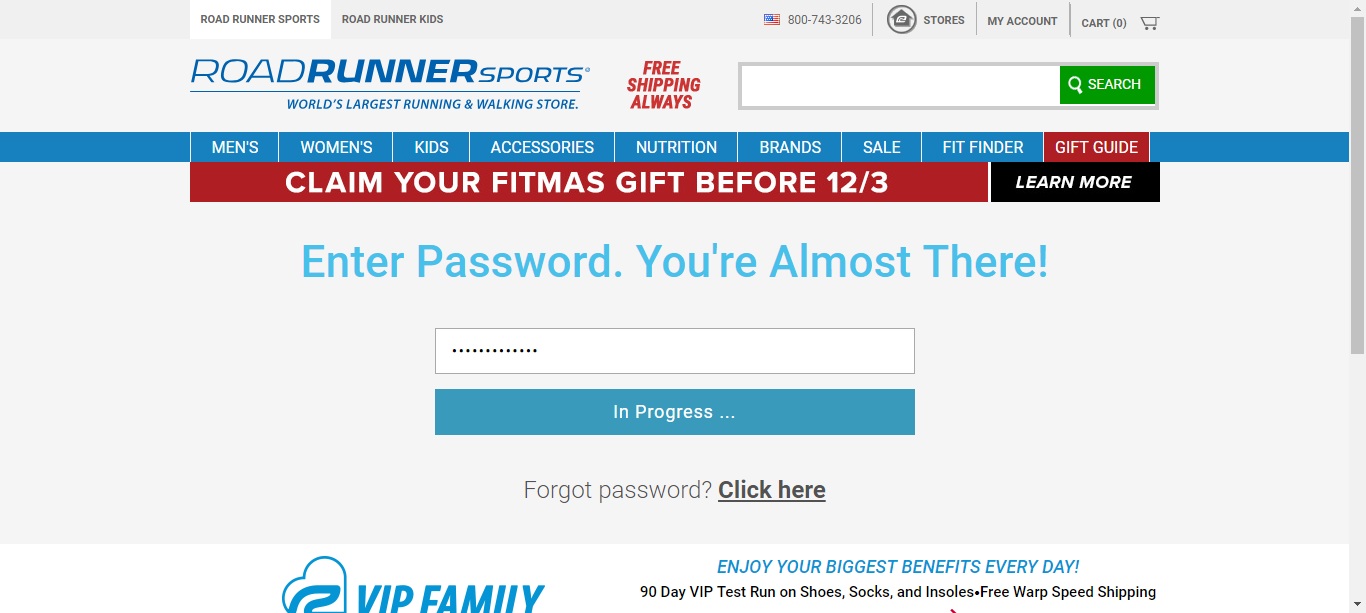 ROAD RUNNER SPORTS
ROAD RUNNER KIDS
800-743-3206
STORES
MY ACCOUNT
CART (0)
ROADRUNNERSPORTS®
WORLD'S LARGEST RUNNING & WALKING STORE.
FREE
SHIPPING
ALWAYS
SEARCH
MEN'S
WOMEN'S
KIDS
ACCESSORIES
NUTRITION
BRANDS
SALE
FIT FINDER
GIFT GUIDE
CLAIM YOUR FITMAS GIFT BEFORE 12/3
LEARN MORE
Enter Password. You're Almost There!
•••••••••••••
In Progress ...
Forgot password? Click here
VIP FAMILY
ENJOY YOUR BIGGEST BENEFITS EVERY DAY!
90 Day VIP Test Run on Shoes, Socks, and Insoles•Free Warp Speed Shipping